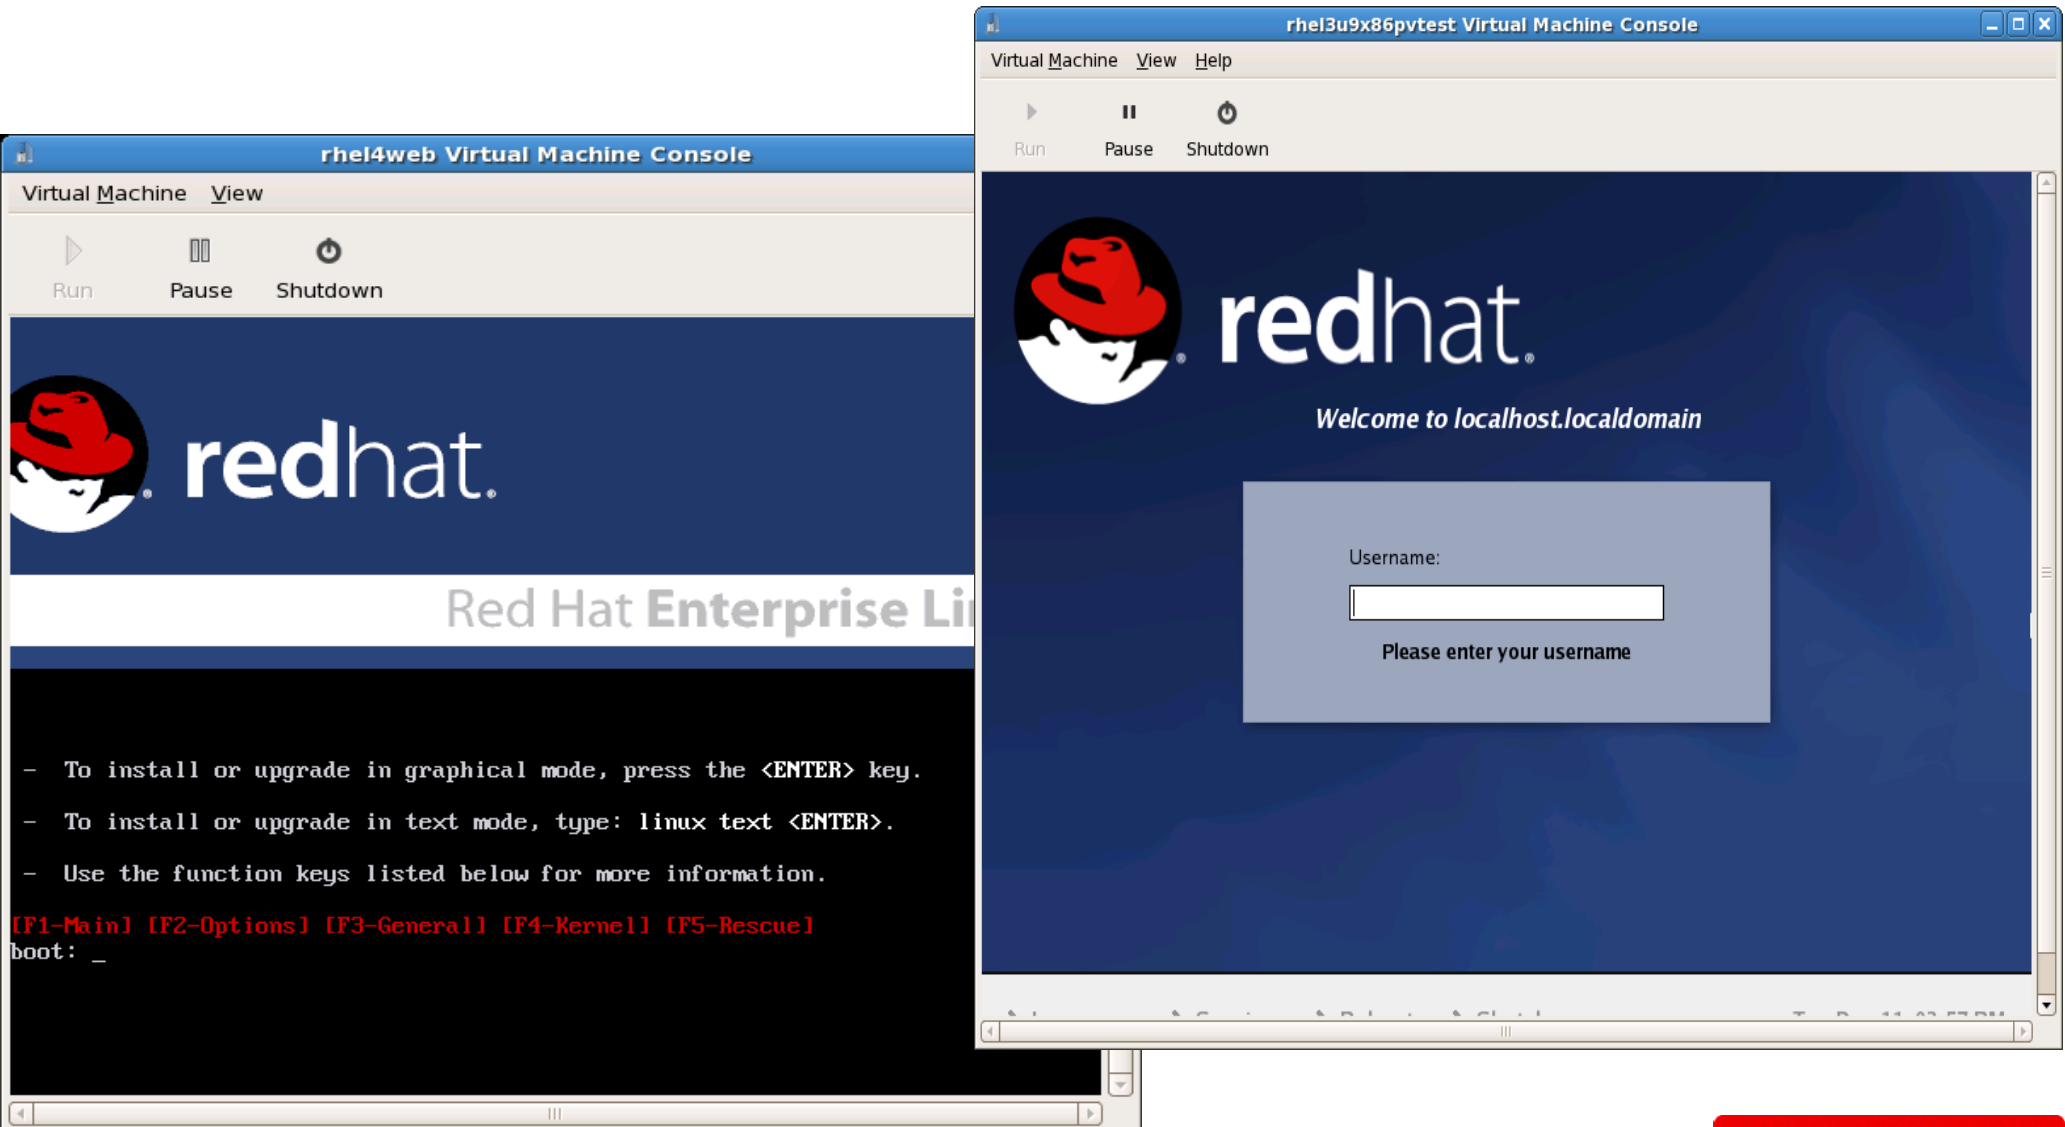 rhel4web Virtual Machine Console
Virtual Machine View
Run Pause Shutdown
redhat.
Red Hat Enterprise
- To install or upgrade in graphical mode, press the <ENTER> key.
- To install or upgrade in text mode, type: linux text <ENTER>.
- Use the function keys listed below for more information.
[F1-Main] [F2-Options] [F3-General] [F4-Kernel] [F5-Rescue]
boot: _
rhel3u9x86pvtest Virtual Machine Console
Virtual Machine View Help
Run Pause Shutdown
redhat.
Welcome to localhost.localdomain
Username:
Please enter your username